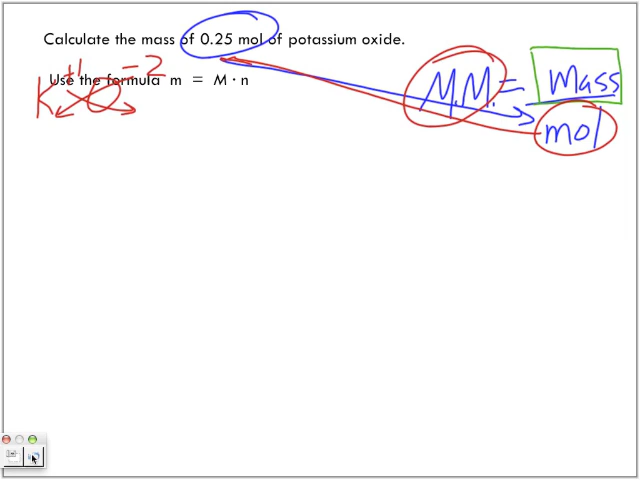 Calculate the mass of 0.25 mol of potassium oxide.
Use the formula m = M · n
K+1 O-2
M.M. = mass
mol